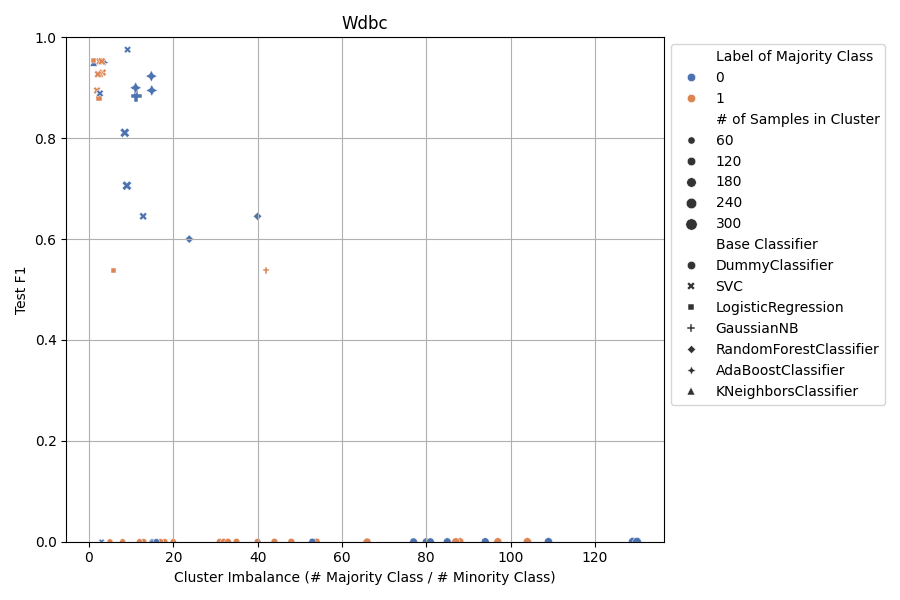 Wdbc
Test F1
1.0
0.8
0.6
0.4
0.2
0.0
0 20 40 60 80 100 120
Cluster Imbalance (# Majority Class / # Minority Class)
Label of Majority Class
0
1
# of Samples in Cluster
60
120
180
240
300
Base Classifier
DummyClassifier
SVC
LogisticRegression
GaussianNB
RandomForestClassifier
AdaBoostClassifier
KNeighborsClassifier